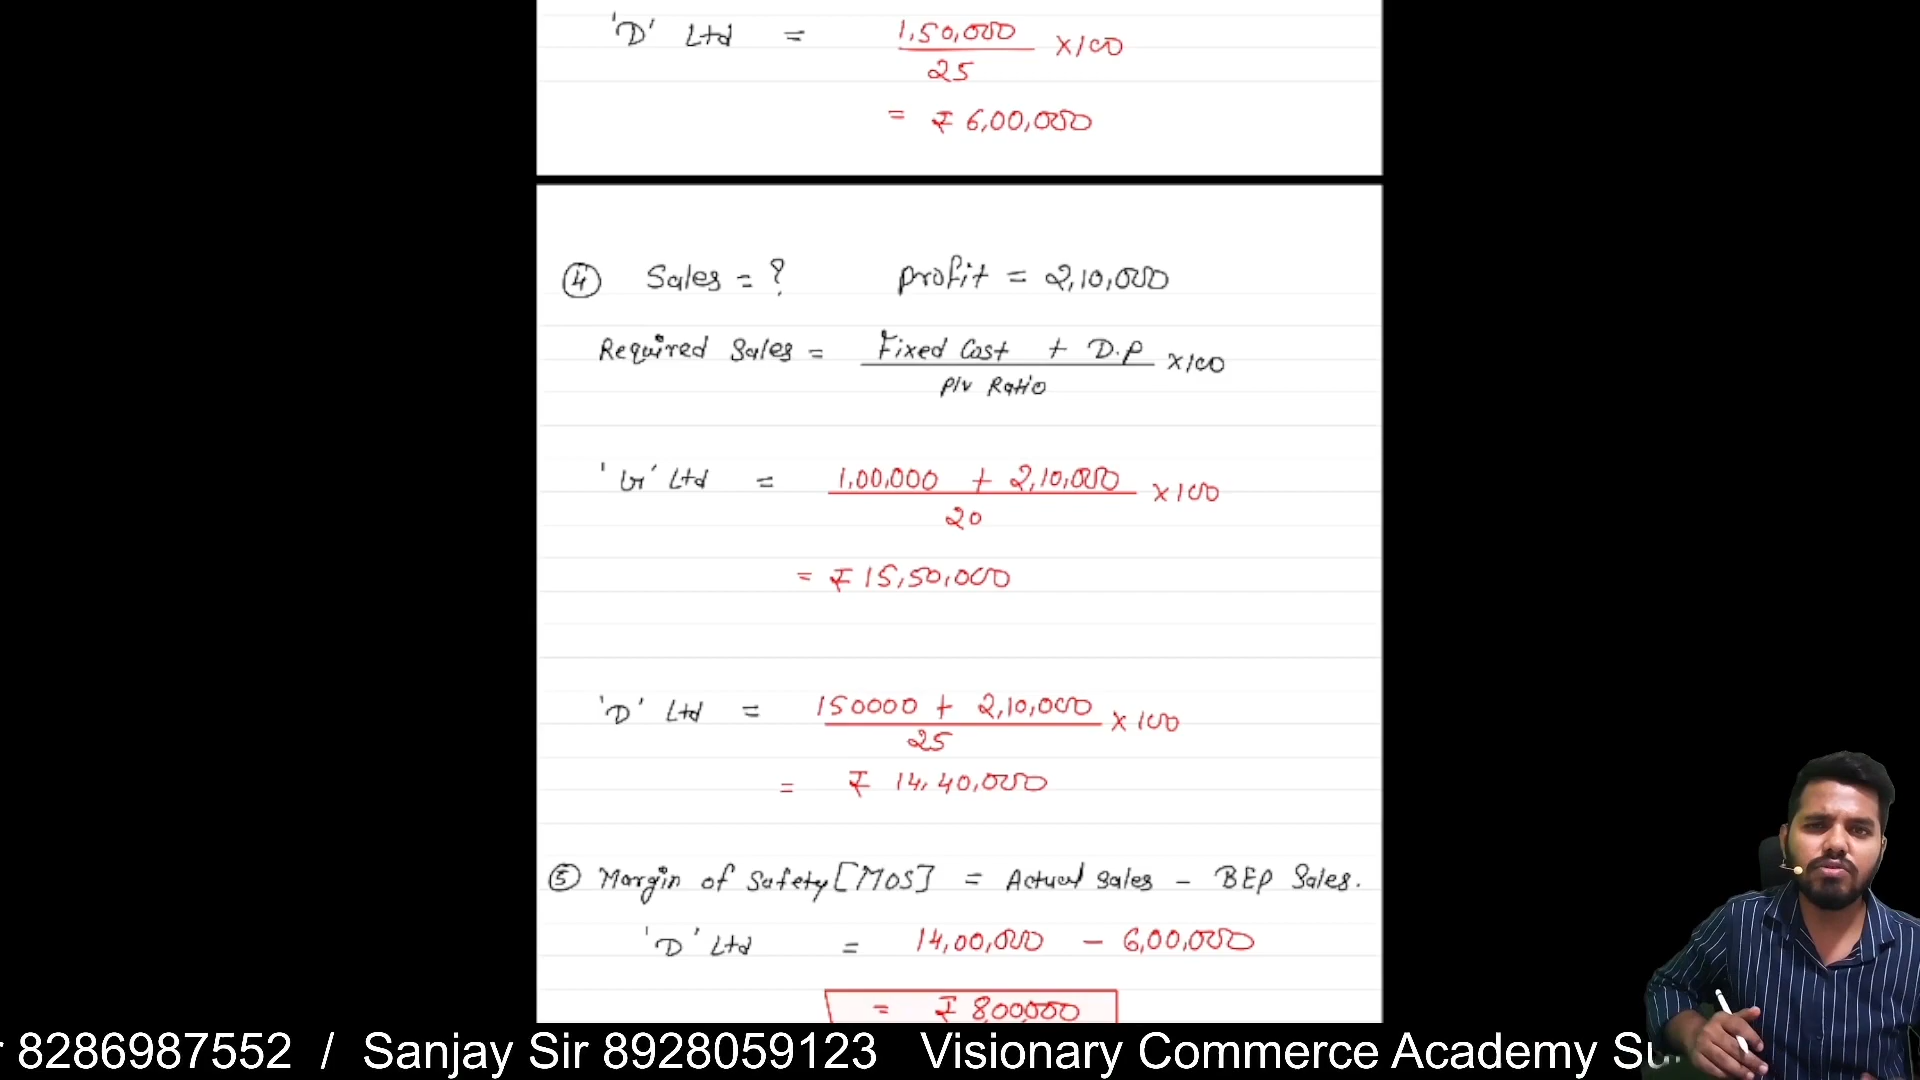 'D' Ltd = 1,50,000 / 25 ×100
= ₹ 6,00,000
④ Sales = ? Profit = 2,10,000
Required Sales = Fixed Cost + D.P / P/V Ratio ×100
'G' Ltd = 1,00,000 + 2,10,000 / 20 ×100
= ₹ 15,50,000
'D' Ltd = 150000 + 2,10,000 / 25 ×100
= ₹ 14,40,000
⑤ Margin of Safety [MOS] = Actual Sales – BEP Sales.
'D' Ltd = 14,00,000 – 6,00,000
= ₹ 8,00,000
8286987552 / Sanjay Sir 8928059123 Visionary Commerce Academy